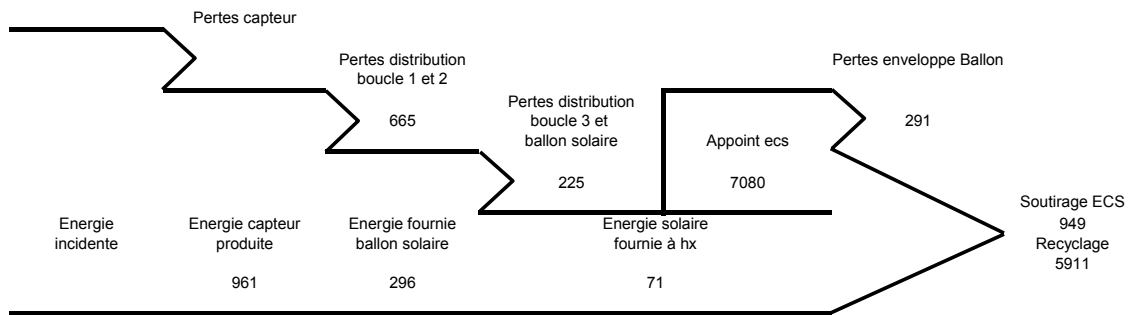 Pertes capteur
Pertes distribution
boucle 1 et 2
665
Pertes distribution
boucle 3 et
ballon solaire
225
Appoint ecs
7080
Pertes enveloppe Ballon
291
Energie
incidente
Energie capteur
produite
961
Energie fournie
ballon solaire
296
Energie solaire
fournie à hx
71
Soutirage ECS
949
Recyclage
5911